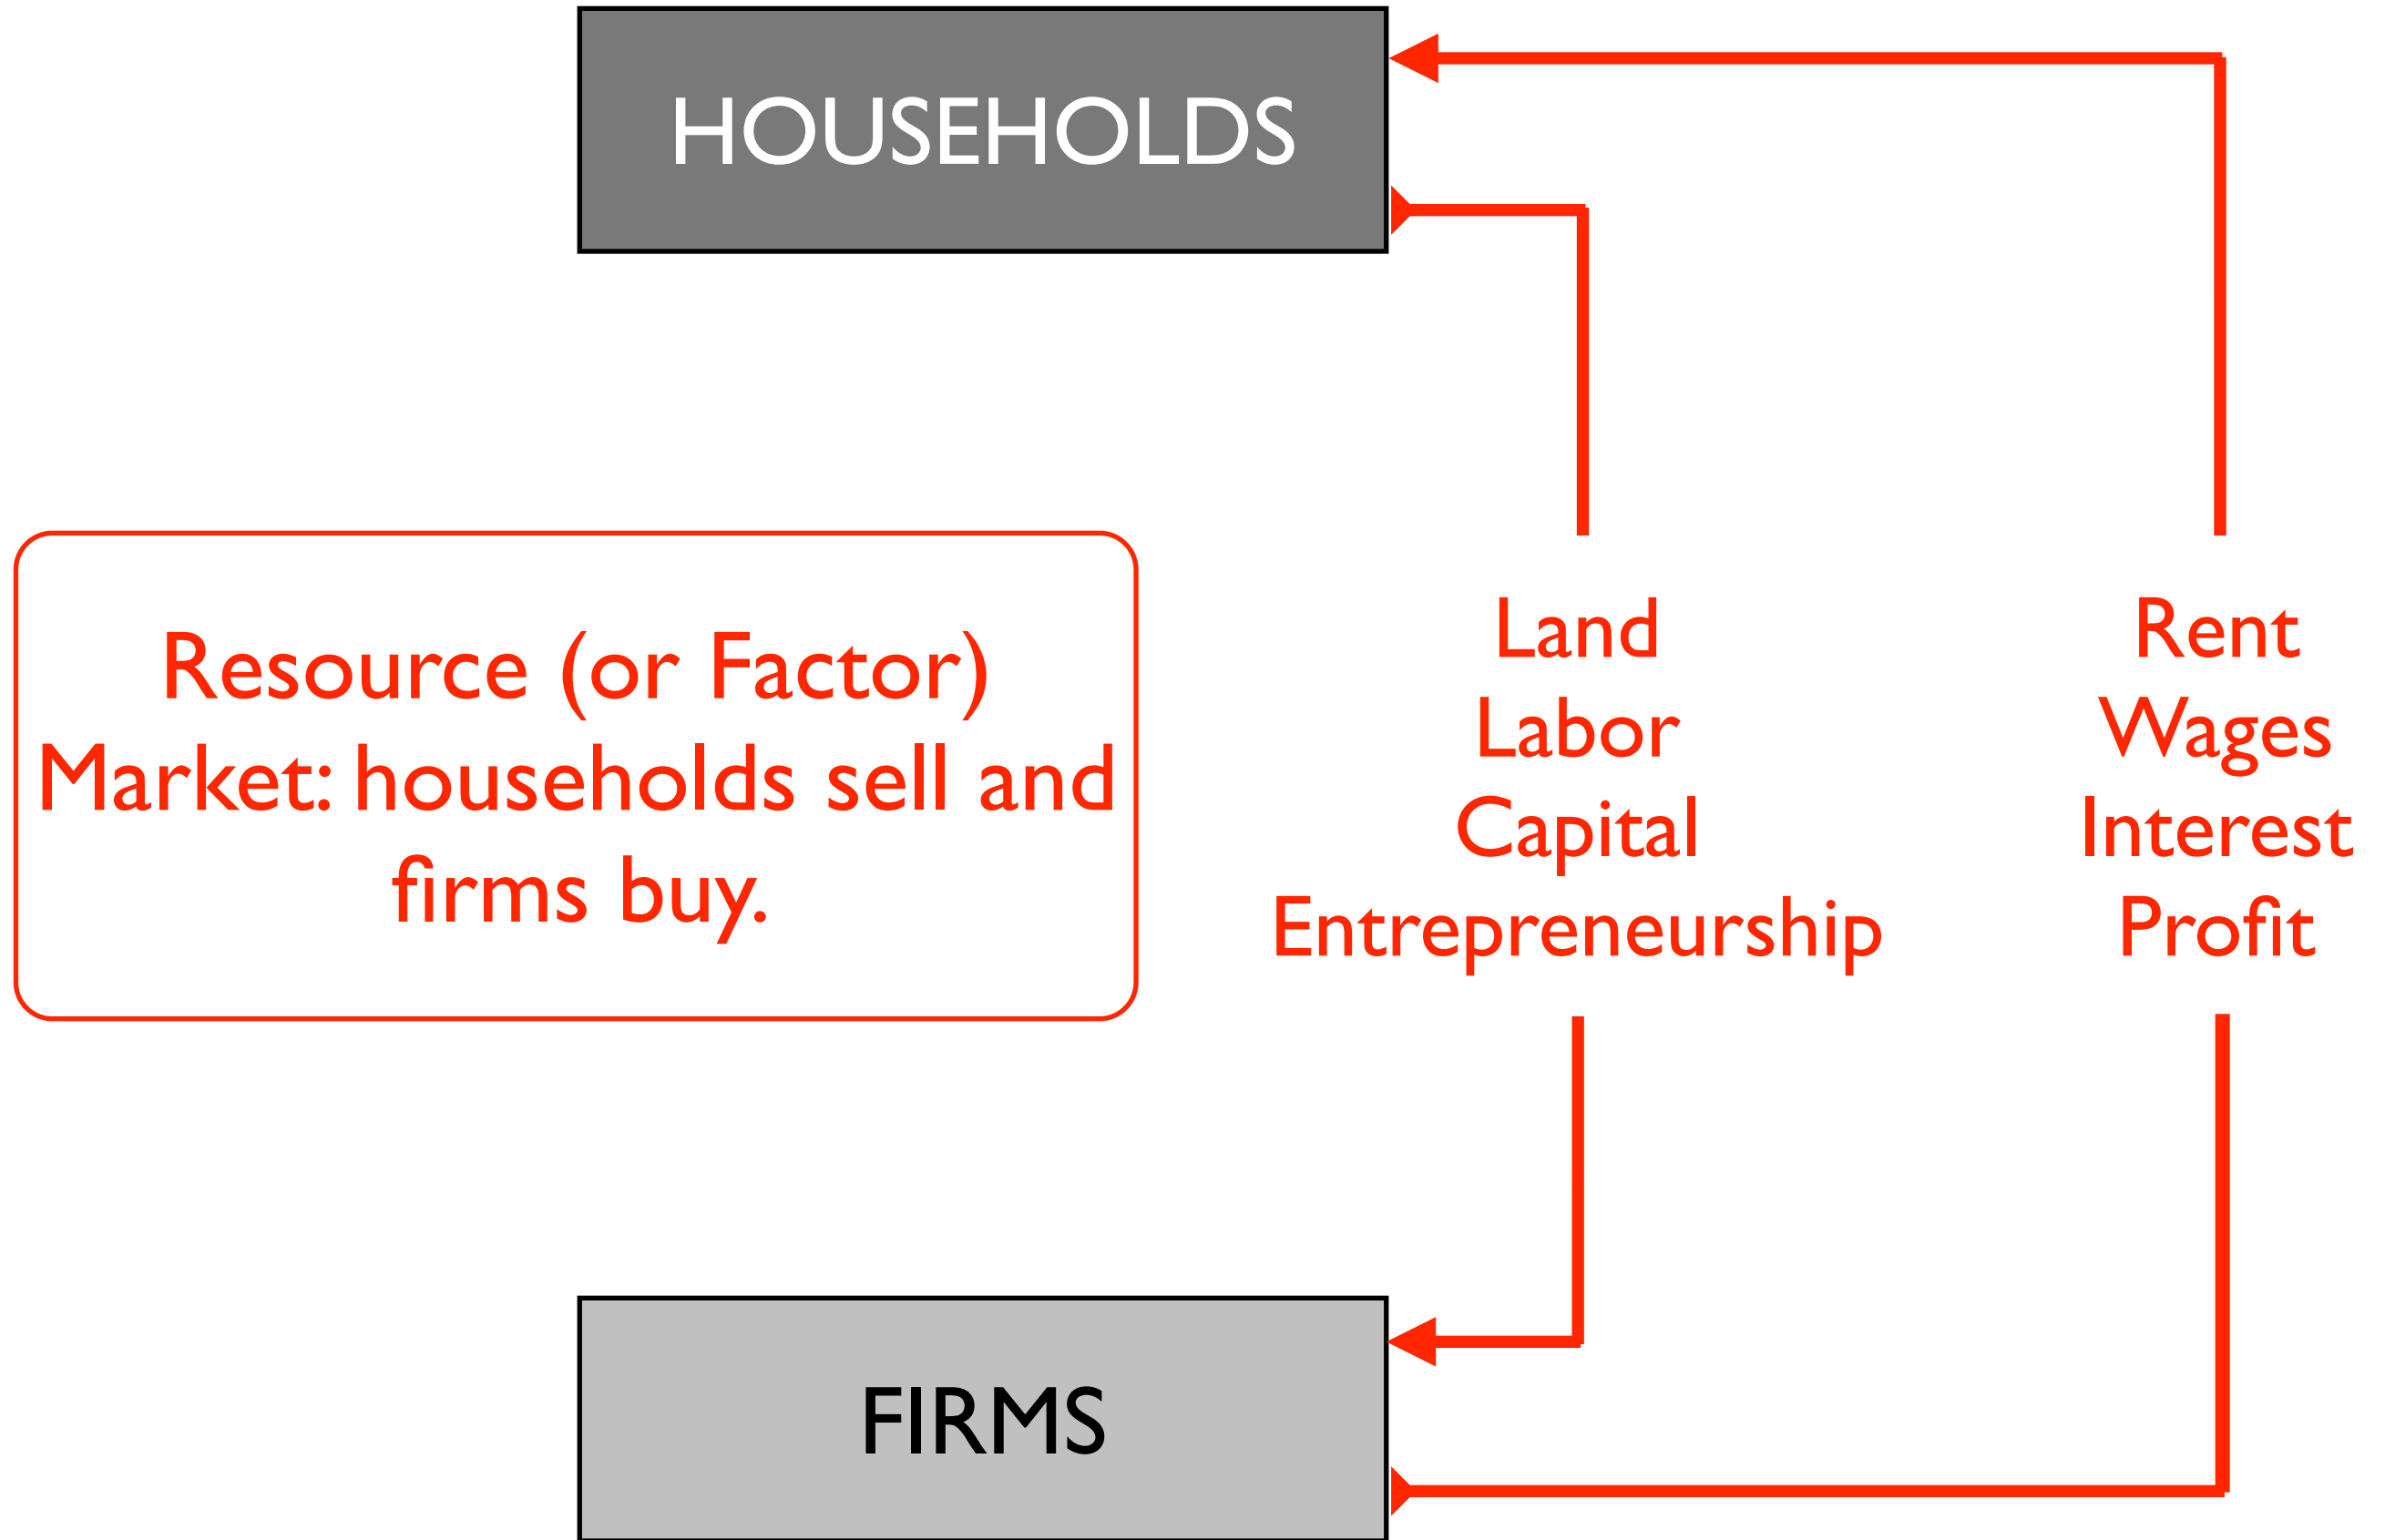 HOUSEHOLDS
Resource (or Factor)
Market: households sell and
firms buy.
Land
Labor
Capital
Entrepreneurship
Rent
Wages
Interest
Profit
FIRMS